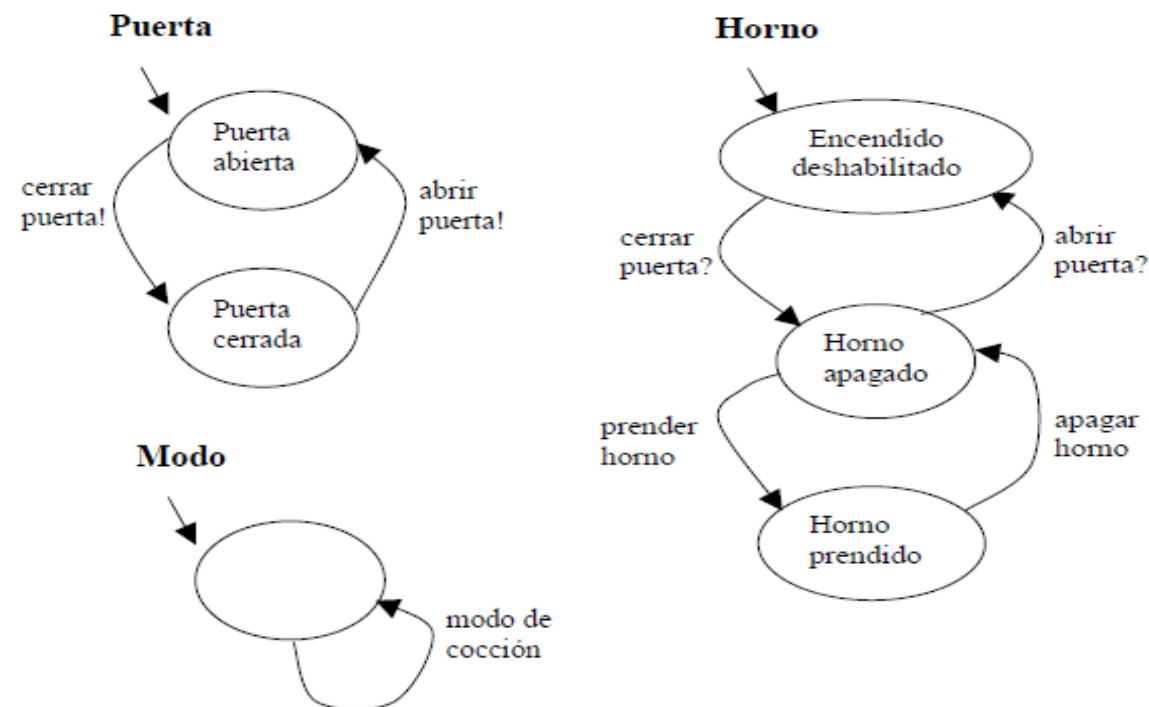 Puerta
Puerta
abierta
cerrar
puerta!
abrir
puerta!
Puerta
cerrada
Modo
modo de
cocción
Horno
Encendido
deshabilitado
cerrar
puerta?
abrir
puerta?
Horno
apagado
prender
horno
apagar
horno
Horno
prendido